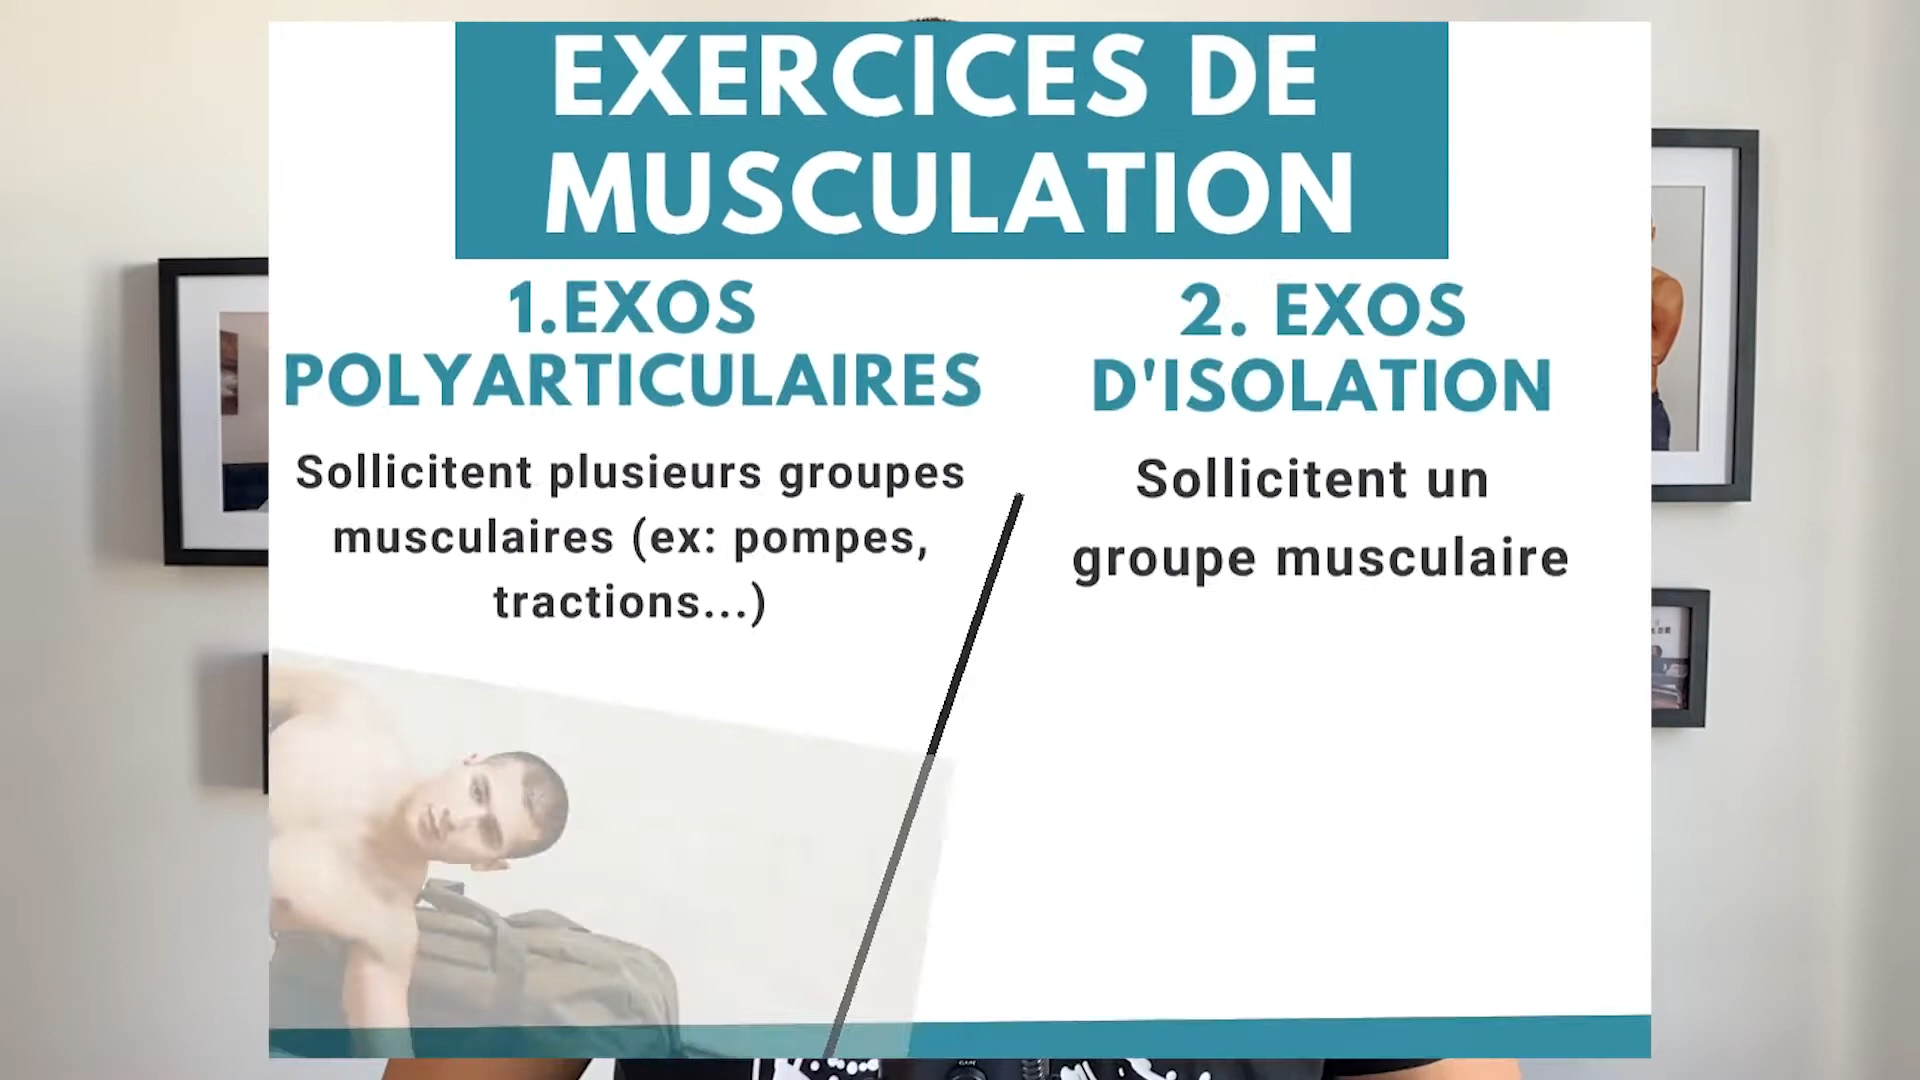 EXERCICES DE
MUSCULATION
1.EXOS
POLYARTICULAIRES
Sollicitent plusieurs groupes
musculaires (ex: pompes,
tractions...)
2. EXOS
D'ISOLATION
Sollicitent un
groupe musculaire